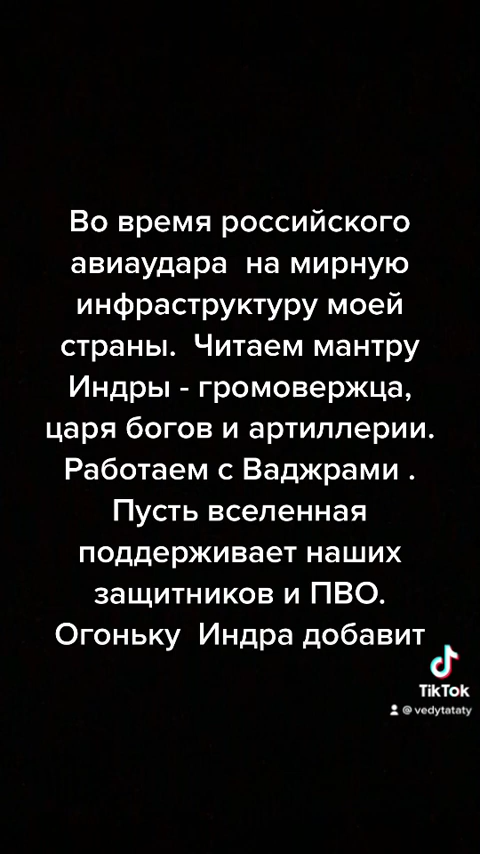 Во время российского
авиаудара на мирную
инфраструктуру моей
страны. Читаем мантру
Индры - громовержца,
царя богов и артиллерии.
Работаем с Ваджрами .
Пусть вселенная
поддерживает наших
защитников и ПВО.
Огоньку Индра добавит
TikTok
@ vedytataty